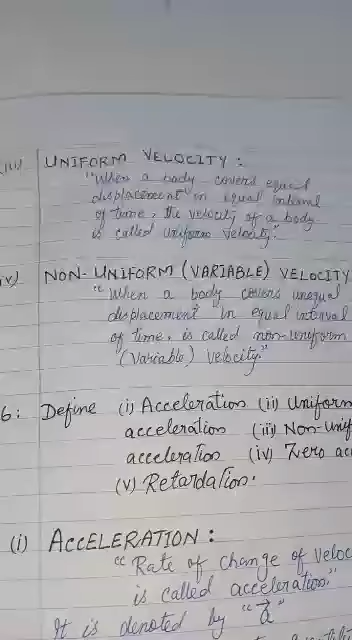 (iii) UNIFORM VELOCITY :
"When a body covers equal
displacement in equal interval
of time, the velocity of a body
is called uniform velocity."
iv) NON-UNIFORM (VARIABLE) VELOCITY
"When a body covers unequal
displacement in equal interval
of time, is called non-uniform
(variable) velocity"
6: Define (i) Acceleration (ii) Uniform
acceleration (iii) Non-unif
acceleration (iv) Zero ac
(v) Retardation.
(i) ACCELERATION :
"Rate of change of veloc
is called acceleration."
It is denoted by "a⃗"